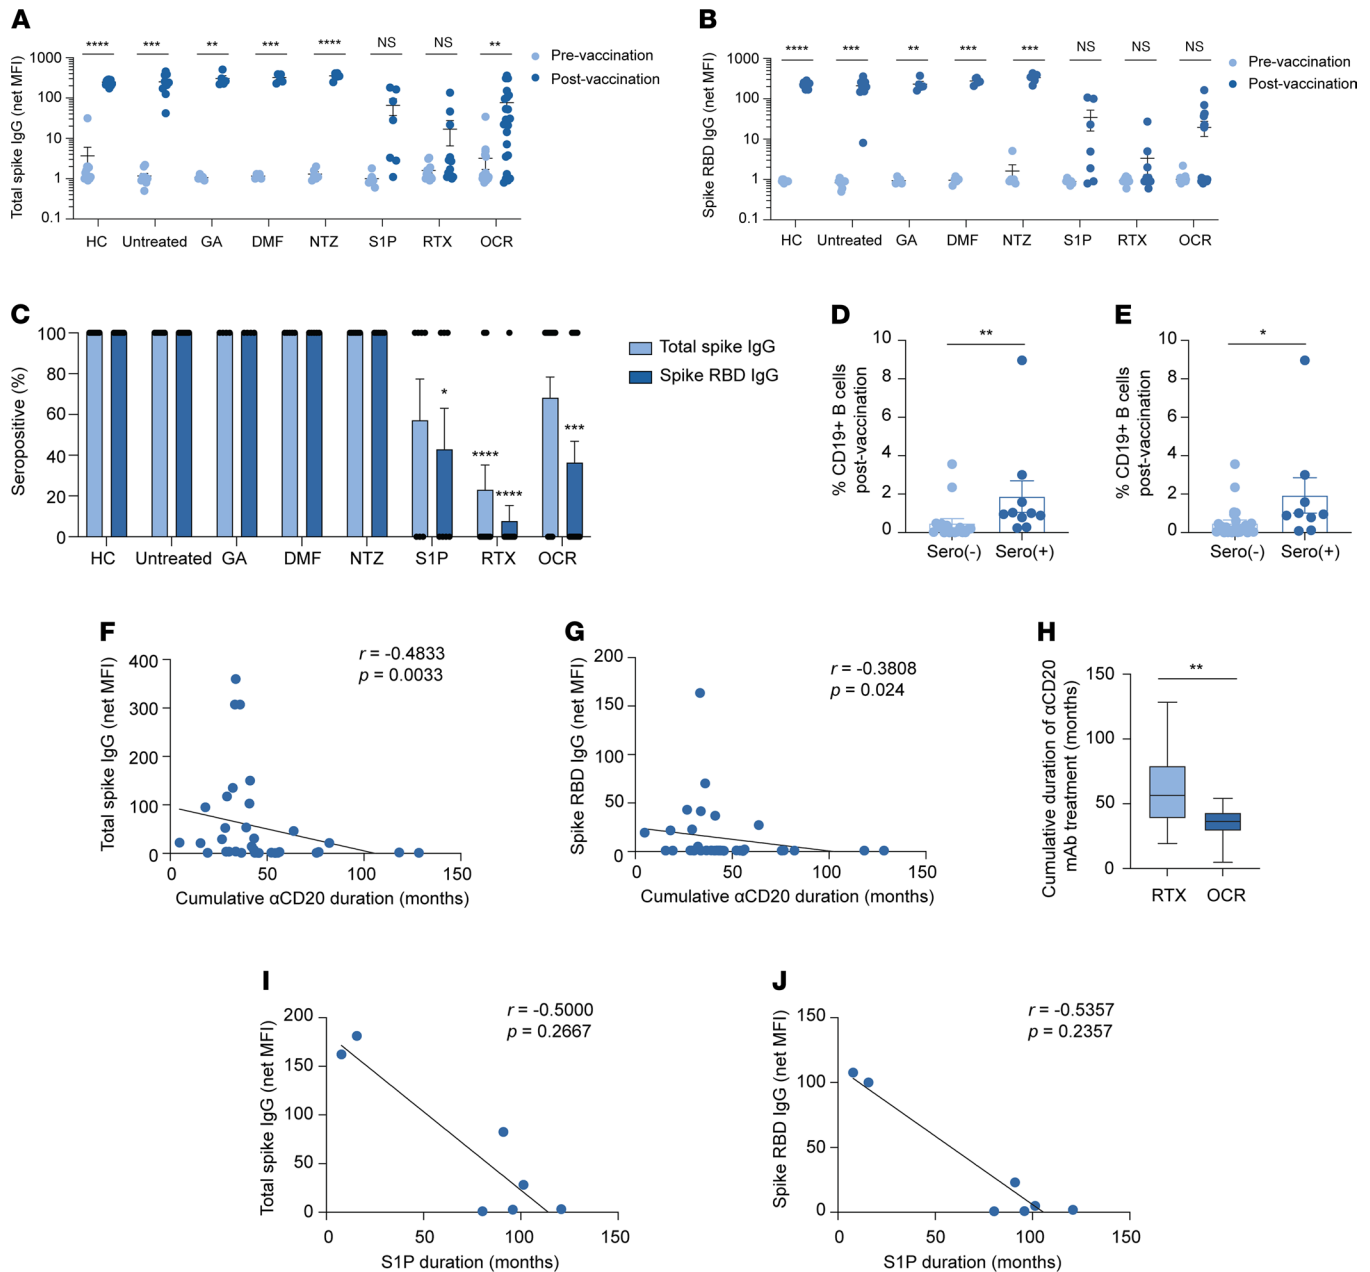 A
Total spike IgG (net MFI)
1000
100
10
1
0.1
****
***
**
***
****
NS
NS
**
HC
Untreated
GA
DMF
NTZ
S1P
RTX
OCR
Pre-vaccination
Post-vaccination
B
Spike RBD IgG (net MFI)
1000
100
10
1
0.1
****
***
**
***
***
NS
NS
NS
HC
Untreated
GA
DMF
NTZ
S1P
RTX
OCR
Pre-vaccination
Post-vaccination
C
Seropositive (%)
100
80
60
40
20
0
*
****
****
***
HC
Untreated
GA
DMF
NTZ
S1P
RTX
OCR
Total spike IgG
Spike RBD IgG
D
% CD19+ B cells
post-vaccination
10
8
6
4
2
0
**
Sero(-)
Sero(+)
E
% CD19+ B cells
post-vaccination
10
8
6
4
2
0
*
Sero(-)
Sero(+)
F
Total spike IgG (net MFI)
400
300
200
100
0
r = -0.4833
p = 0.0033
0
50
100
150
Cumulative αCD20 duration (months)
G
Spike RBD IgG (net MFI)
200
150
100
50
0
r = -0.3808
p = 0.024
0
50
100
150
Cumulative αCD20 duration (months)
H
Cumulative duration of αCD20
mAb treatment (months)
150
100
50
0
**
RTX
OCR
I
Total spike IgG (net MFI)
200
150
100
50
0
r = -0.5000
p = 0.2667
0
50
100
150
S1P duration (months)
J
Spike RBD IgG (net MFI)
150
100
50
0
r = -0.5357
p = 0.2357
0
50
100
150
S1P duration (months)